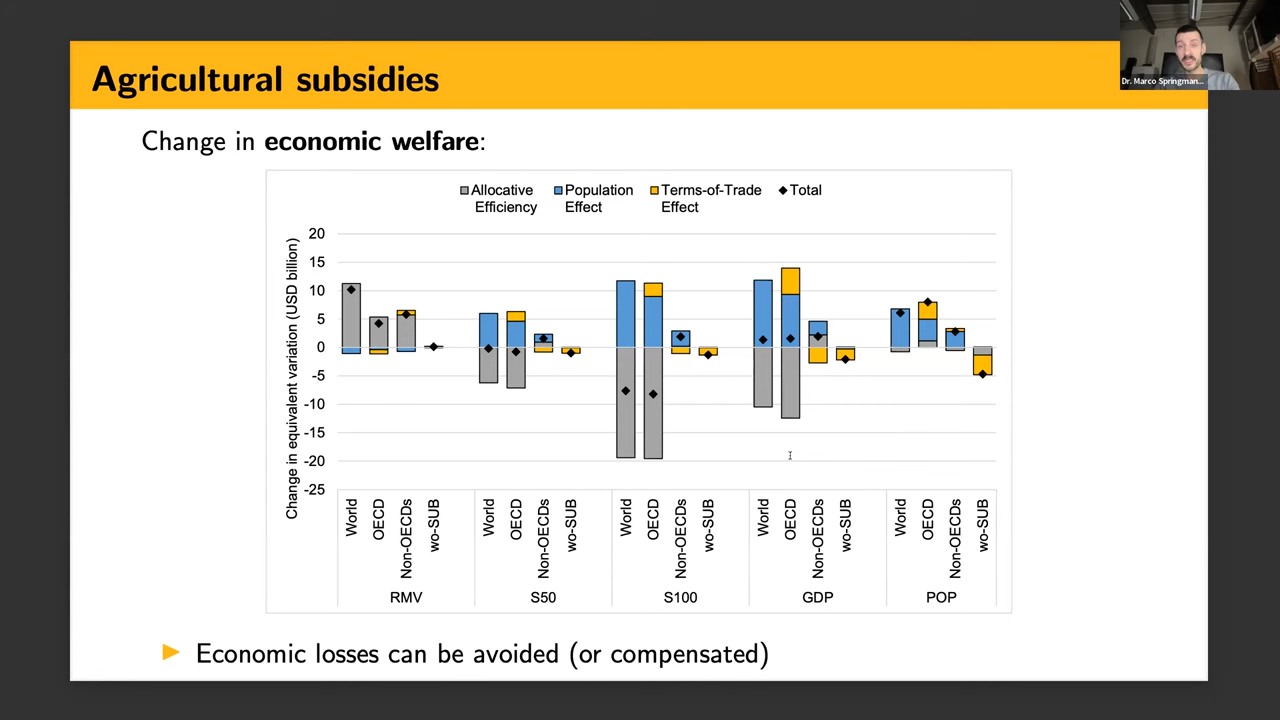 Agricultural subsidies
Dr. Marco Springman...
Change in economic welfare:
Allocative Efficiency
Population Effect
Terms-of-Trade Effect
Total
Change in equivalent variation (USD billion)
20
15
10
5
0
-5
-10
-15
-20
-25
World
OECD
Non-OECDs
wo-SUB
World
OECD
Non-OECDs
wo-SUB
World
OECD
Non-OECDs
wo-SUB
World
OECD
Non-OECDs
wo-SUB
World
OECD
Non-OECDs
wo-SUB
RMV
S50
S100
GDP
POP
Economic losses can be avoided (or compensated)